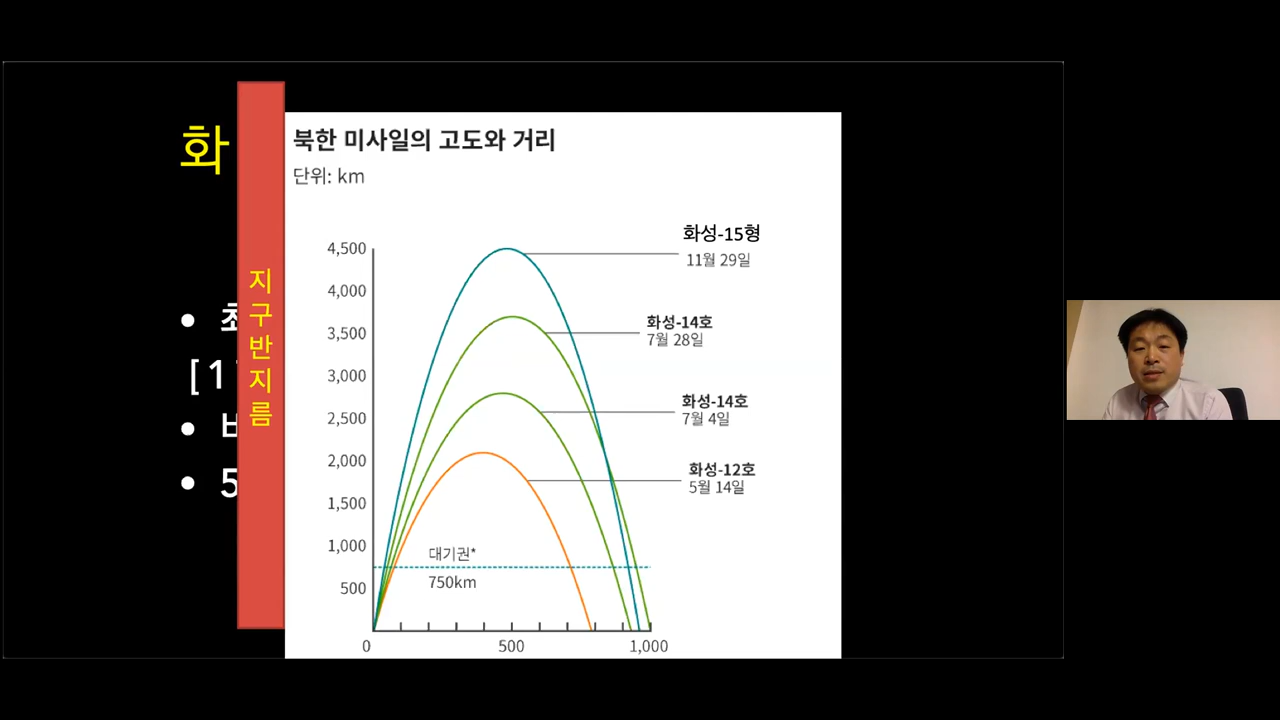 화
지구반지름
[1
5
북한 미사일의 고도와 거리
단위: km
화성-15형
11월 29일
화성-14호
7월 28일
화성-14호
7월 4일
화성-12호
5월 14일
4,500
4,000
3,500
3,000
2,500
2,000
1,500
1,000
500
대기권*
750km
0
500
1,000